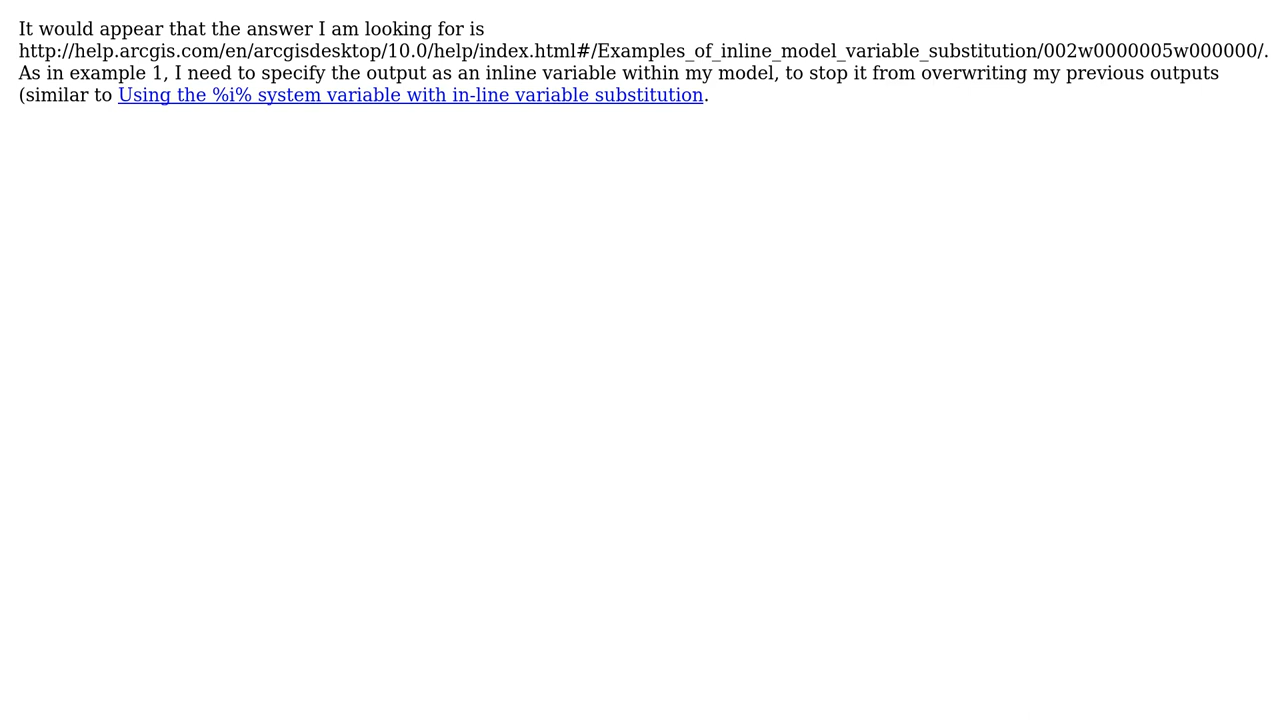 It would appear that the answer I am looking for is
http://help.arcgis.com/en/arcgisdesktop/10.0/help/index.html#/Examples_of_inline_model_variable_substitution/002w0000005w000000/.
As in example 1, I need to specify the output as an inline variable within my model, to stop it from overwriting my previous outputs
(similar to Using the %i% system variable with in-line variable substitution.